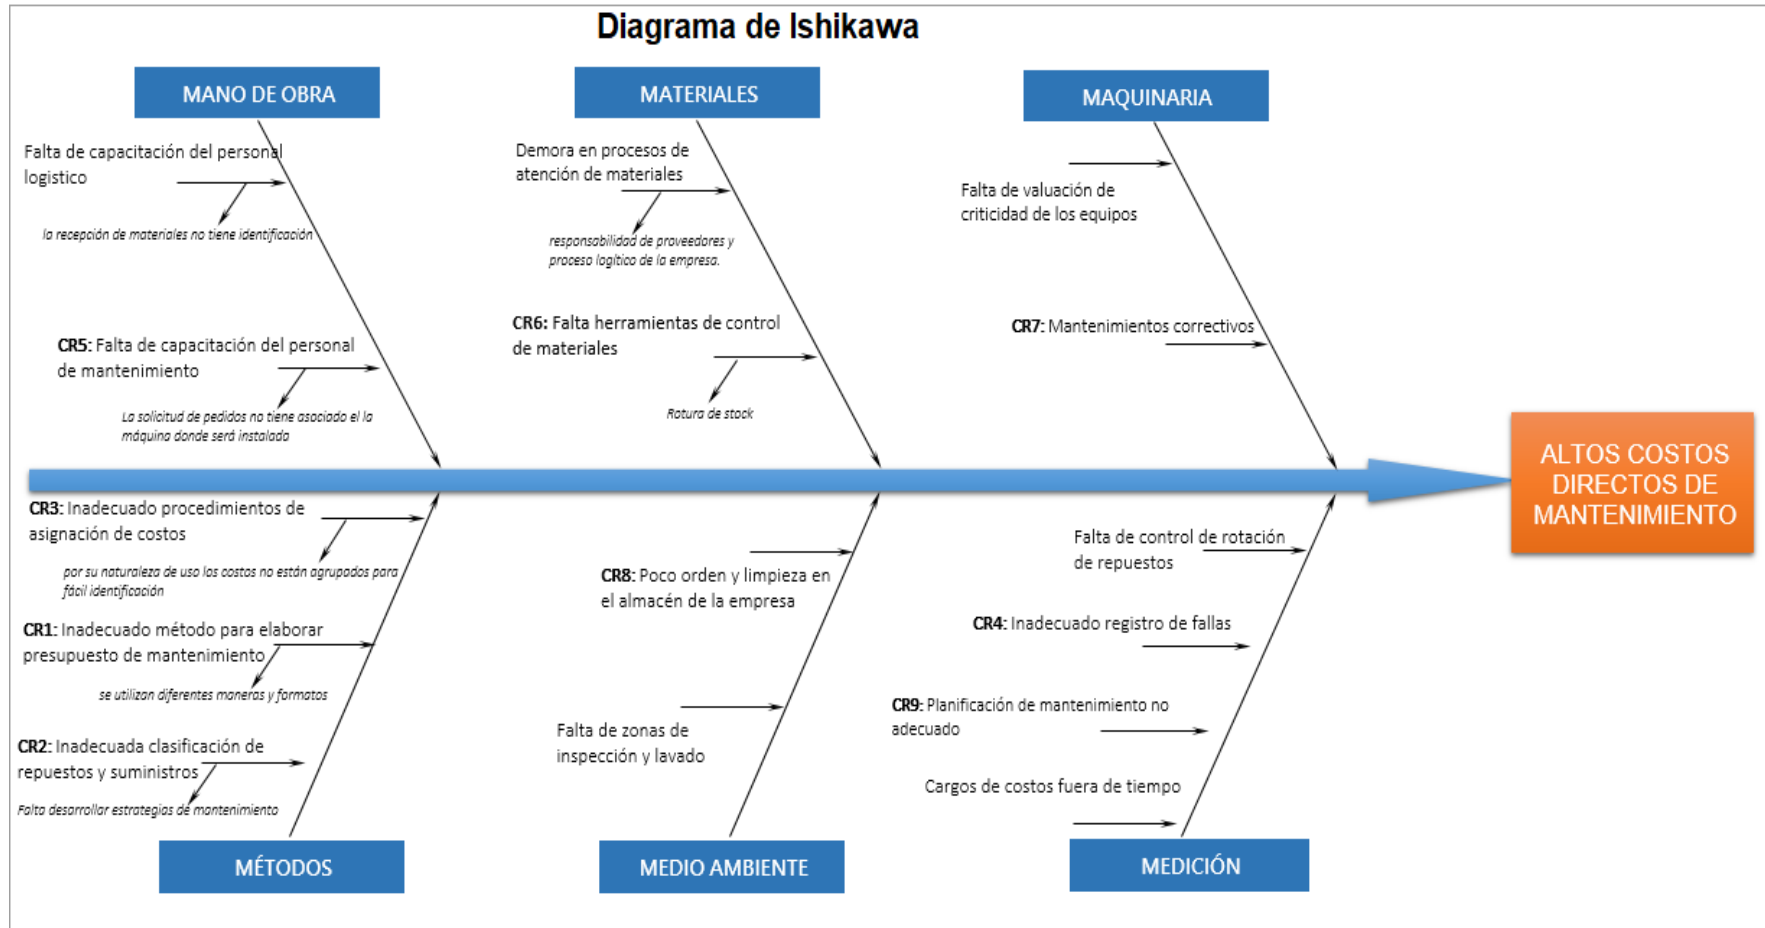 Diagrama de Ishikawa
MANO DE OBRA
MATERIALES
MAQUINARIA
Falta de capacitación del personal
logistico
la recepción de materiales no tiene identificación
CR5: Falta de capacitación del personal
de mantenimiento
La solicitud de pedidos no tiene asociado el la
máquina donde será instalada
Demora en procesos de
atención de materiales
responsabilidad de proveedores y
proceso logítico de la empresa.
CR6: Falta herramientas de control
de materiales
Rotura de stock
Falta de valuación de
criticidad de los equipos
CR7: Mantenimientos correctivos
ALTOS COSTOS
DIRECTOS DE
MANTENIMIENTO
CR3: Inadecuado procedimientos de
asignación de costos
por su naturaleza de uso los costos no están agrupados para
fácil identificación
CR1: Inadecuado método para elaborar
presupuesto de mantenimiento
se utilizan diferentes maneras y formatos
CR2: Inadecuada clasificación de
repuestos y suministros
Falta desarrollar estrategias de mantenimiento
CR8: Poco orden y limpieza en
el almacén de la empresa
Falta de zonas de
inspección y lavado
Falta de control de rotación
de repuestos
CR4: Inadecuado registro de fallas
CR9: Planificación de mantenimiento no
adecuado
Cargos de costos fuera de tiempo
MÉTODOS
MEDIO AMBIENTE
MEDICIÓN